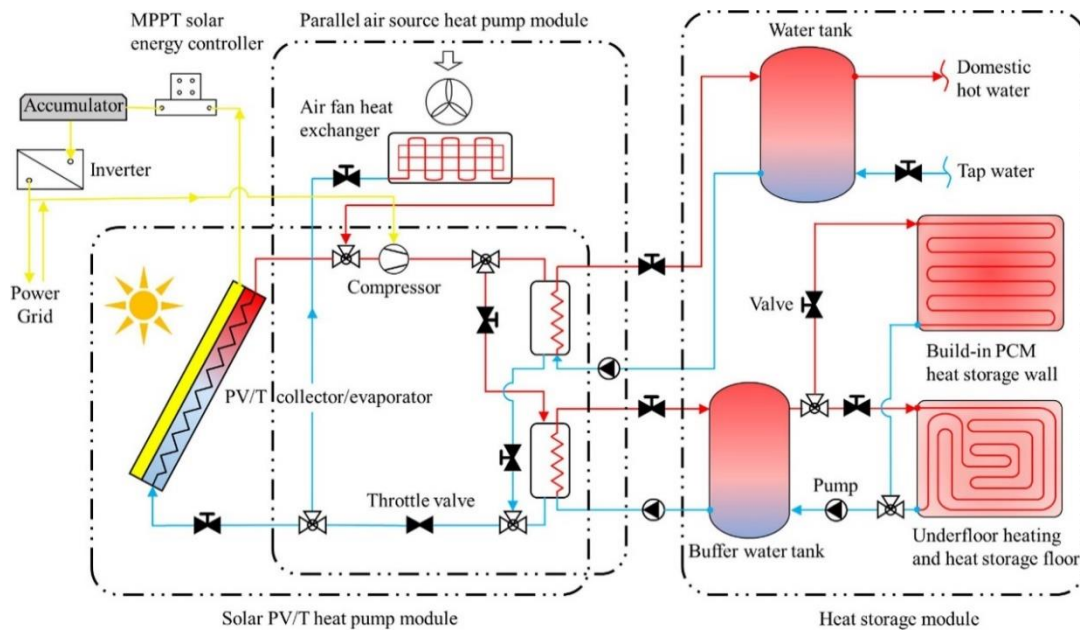 MPPT solar
energy controller
Parallel air source heat pump module
Water tank
Domestic
hot water
Accumulator
Air fan heat
exchanger
Inverter
Tap water
Power
Grid
Compressor
Valve
Build-in PCM
heat storage wall
PV/T collector/evaporator
Throttle valve
Pump
Buffer water tank
Underfloor heating
and heat storage floor
Solar PV/T heat pump module
Heat storage module